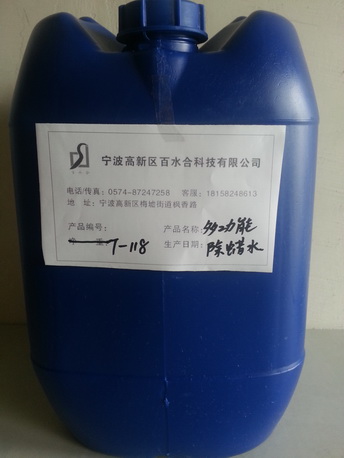 宁波高新区百水合科技有限公司
电话/传真：0574-87247258 客服：18158248613
地 址：宁波高新区梅墟街道枫香路
产品编号： 产品名称：多功能
T-118 生产日期：除蜡水